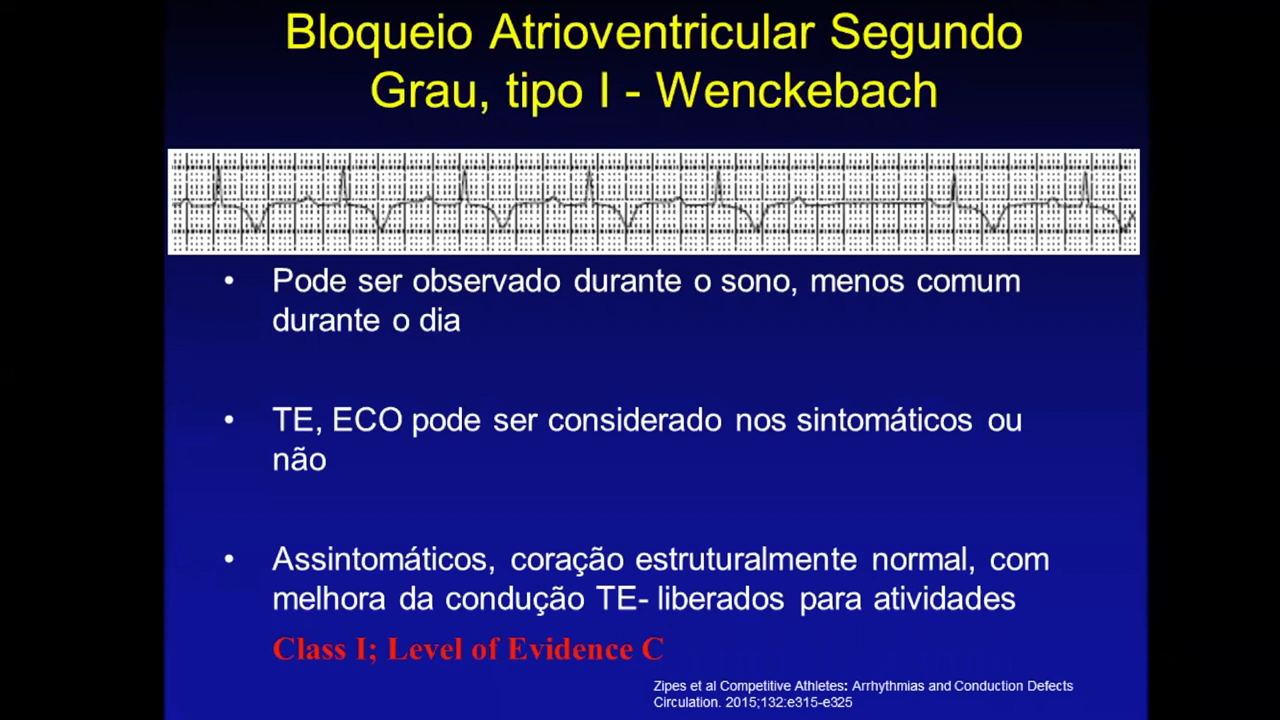 Bloqueio Atrioventricular Segundo
Grau, tipo I - Wenckebach
• Pode ser observado durante o sono, menos comum
durante o dia
• TE, ECO pode ser considerado nos sintomáticos ou
não
• Assintomáticos, coração estruturalmente normal, com
melhora da condução TE- liberados para atividades
Class I; Level of Evidence C
Zipes et al Competitive Athletes: Arrhythmias and Conduction Defects
Circulation. 2015;132:e315-e325